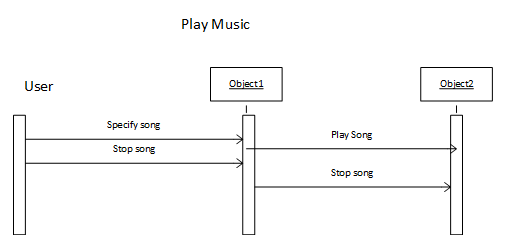 Play Music
User
Object1
Object2
Specify song
Play Song
Stop song
Stop song